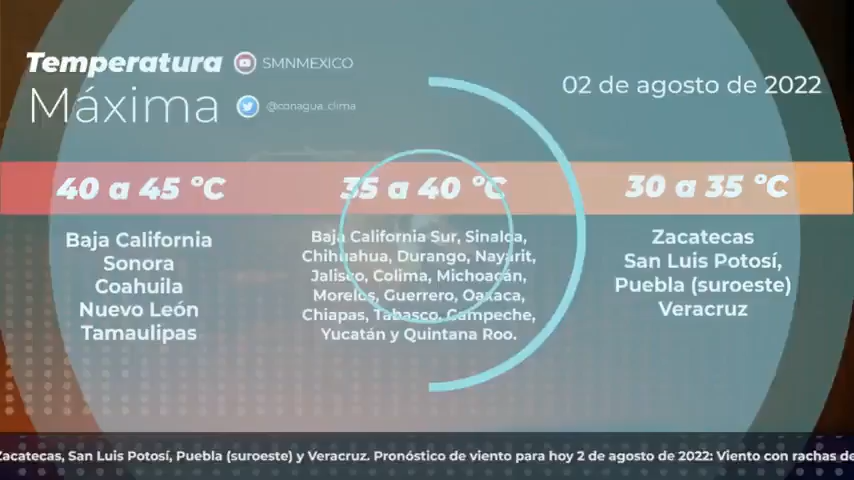 Temperatura
SMNMEXICO
Máxima
@conagua_clima
02 de agosto de 2022
40 a 45 °C
Baja California
Sonora
Coahuila
Nuevo León
Tamaulipas
35 a 40 °C
Baja California Sur, Sinaloa,
Chihuahua, Durango, Nayarit,
Jalisco, Colima, Michoacán,
Morelos, Guerrero, Oaxaca,
Chiapas, Tabasco, Campeche,
Yucatán y Quintana Roo.
30 a 35 °C
Zacatecas
San Luis Potosí,
Puebla (suroeste)
Veracruz
Zacatecas, San Luis Potosí, Puebla (suroeste) y Veracruz. Pronóstico de viento para hoy 2 de agosto de 2022: Viento con rachas de